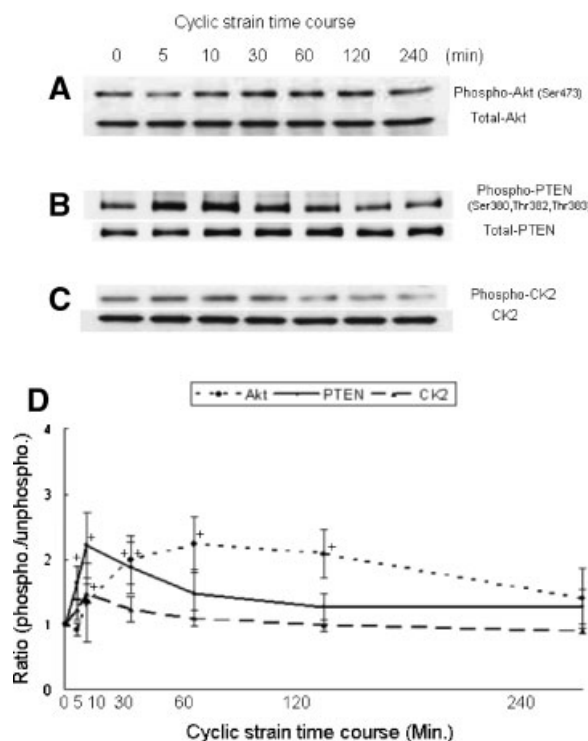 Cyclic strain time course
0 5 10 30 60 120 240 (min)
A
Phospho-Akt (Ser473)
Total-Akt
B
Phospho-PTEN
(Ser380,Thr382,Thr383)
Total-PTEN
C
Phospho-CK2
CK2
D
Akt PTEN CK2
Ratio (phospho./unphospho.)
4
3
2
1
0
0 5 10 30 60 120 240
Cyclic strain time course (Min.)